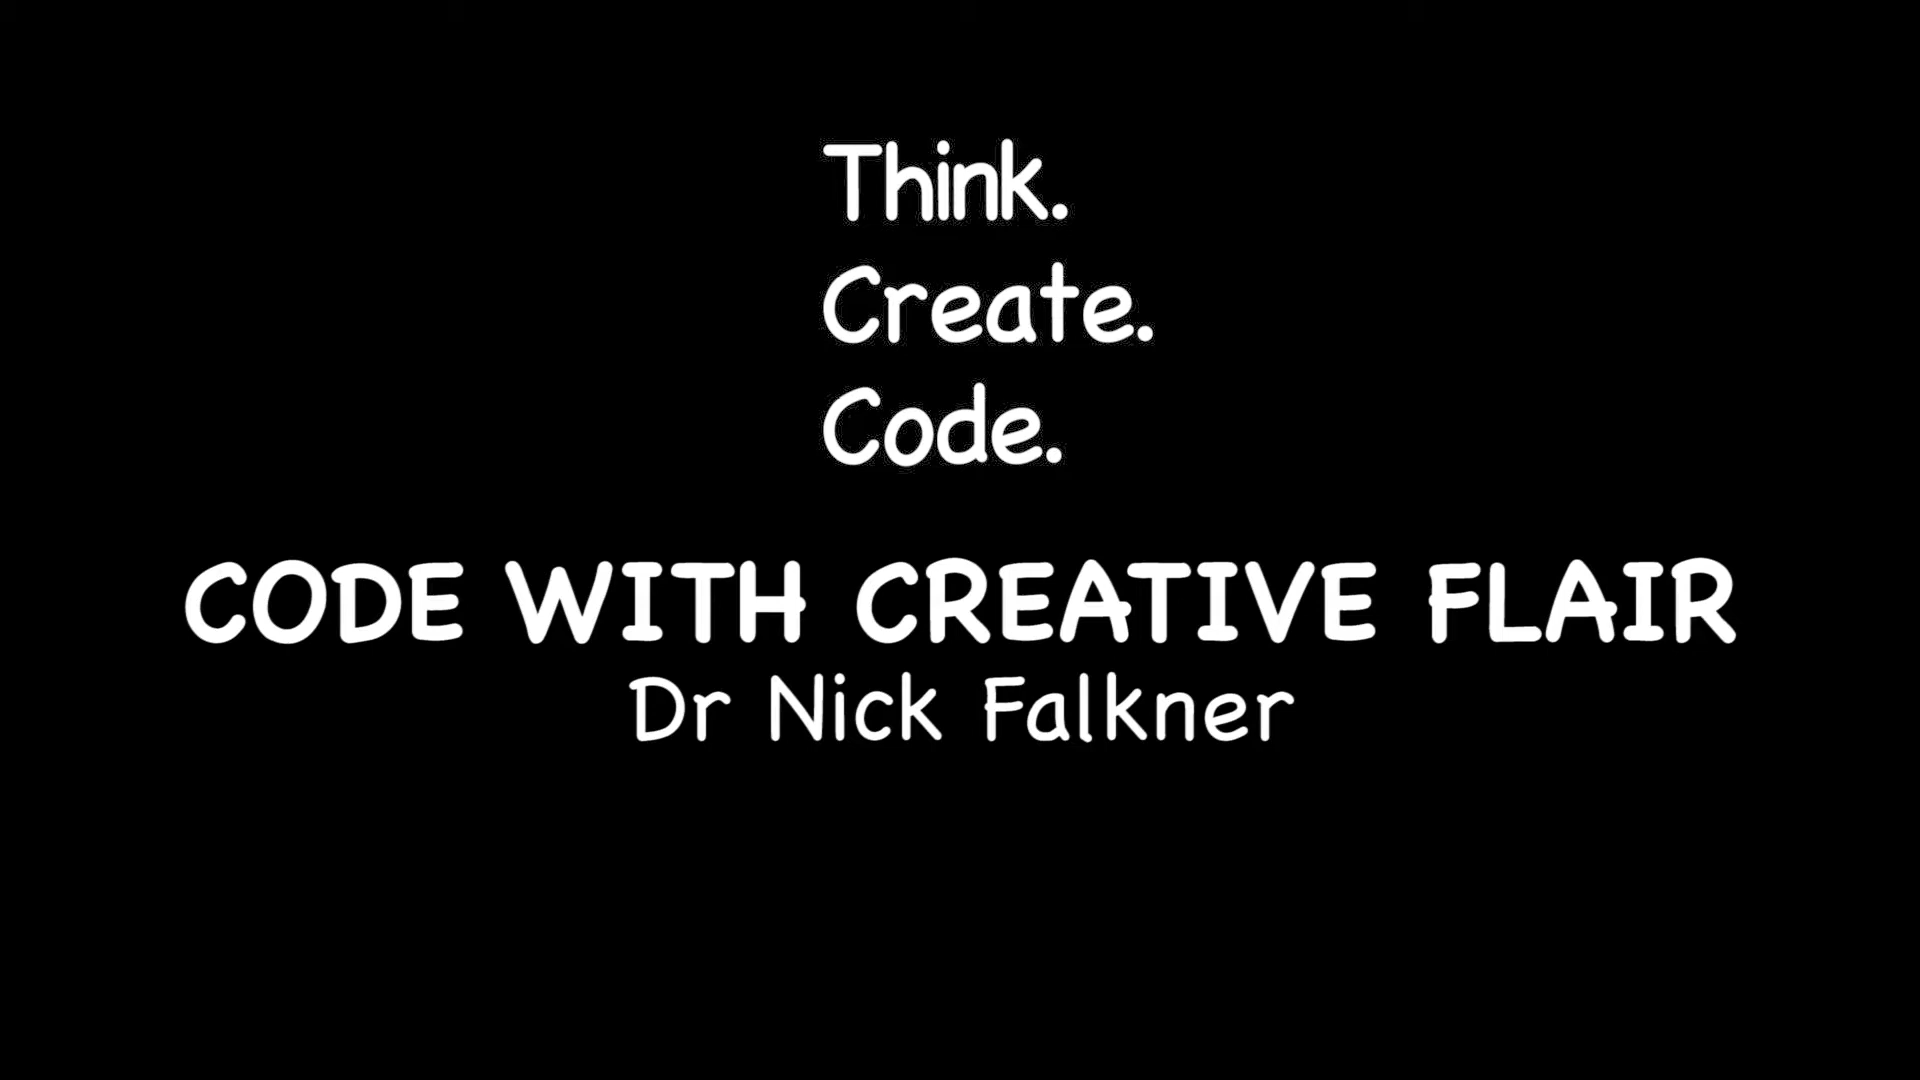 Think.
Create.
Code.
CODE WITH CREATIVE FLAIR
Dr Nick Falkner